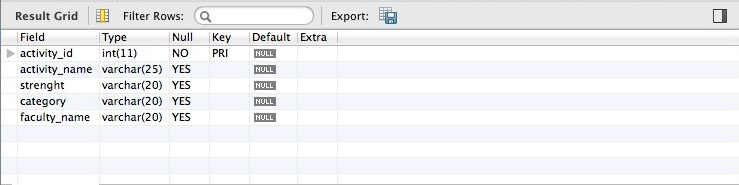 Result Grid Filter Rows: Export:
Field Type Null Key Default Extra
activity_id int(11) NO PRI NULL
activity_name varchar(25) YES NULL
strenght varchar(20) YES NULL
category varchar(20) YES NULL
faculty_name varchar(20) YES NULL